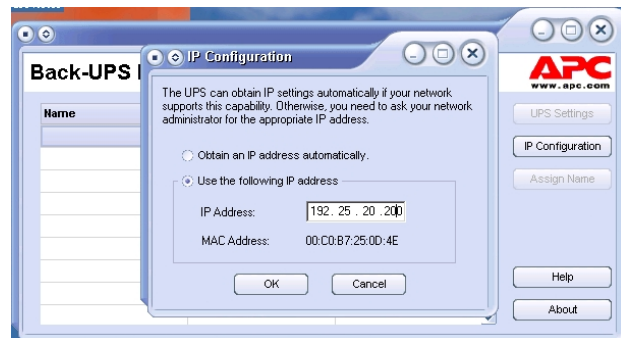 IP Configuration
Back-UPS
APC
www.apc.com
The UPS can obtain IP settings automatically if your network
supports this capability. Otherwise, you need to ask your network
administrator for the appropriate IP address.
Name
UPS Settings
IP Configuration
Assign Name
Obtain an IP address automatically.
Use the following IP address
IP Address: 192. 25 . 20 .200
MAC Address: 00:C0:B7:25:0D:4E
OK Cancel
Help
About